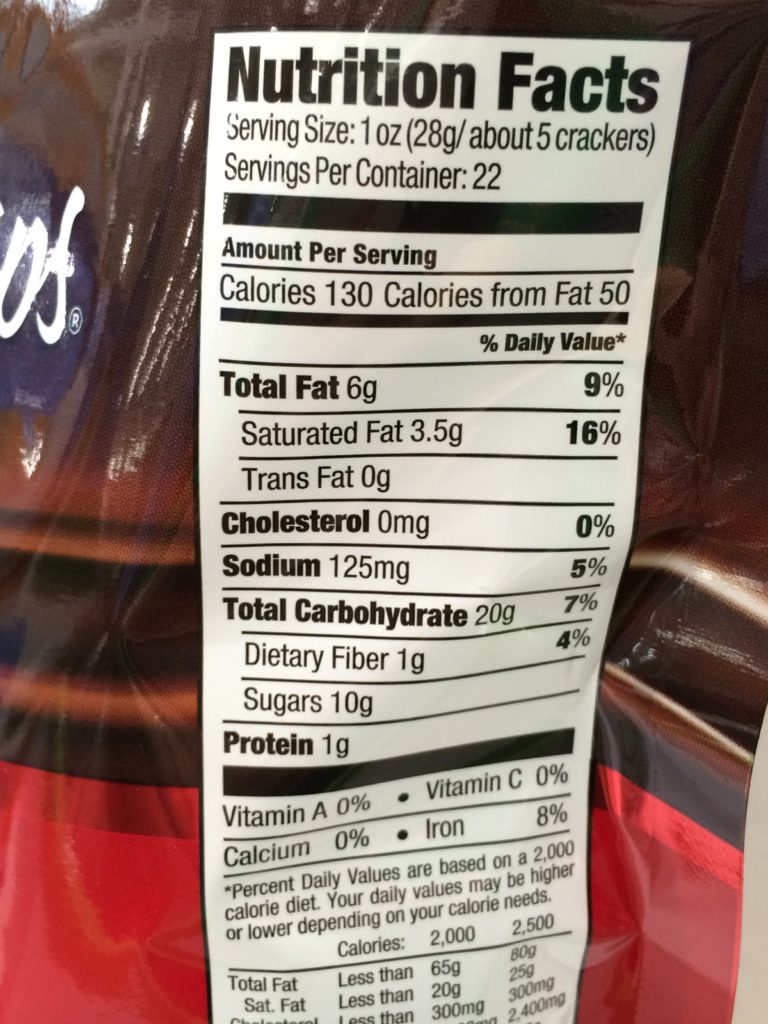 ®
Nutrition Facts
Serving Size: 1 oz (28g/ about 5 crackers)
Servings Per Container: 22
Amount Per Serving
Calories 130 Calories from Fat 50
% Daily Value*
Total Fat 6g 9%
Saturated Fat 3.5g 16%
Trans Fat 0g
Cholesterol 0mg 0%
Sodium 125mg 5%
Total Carbohydrate 20g 7%
Dietary Fiber 1g 4%
Sugars 10g
Protein 1g
Vitamin A 0% • Vitamin C 0%
Calcium 0% • Iron 8%
*Percent Daily Values are based on a 2,000
calorie diet. Your daily values may be higher
or lower depending on your calorie needs.
Calories: 2,000 2,500
Total Fat Less than 65g 80g
Sat. Fat Less than 20g 25g
Cholesterol Less than 300mg 300mg
2,400mg